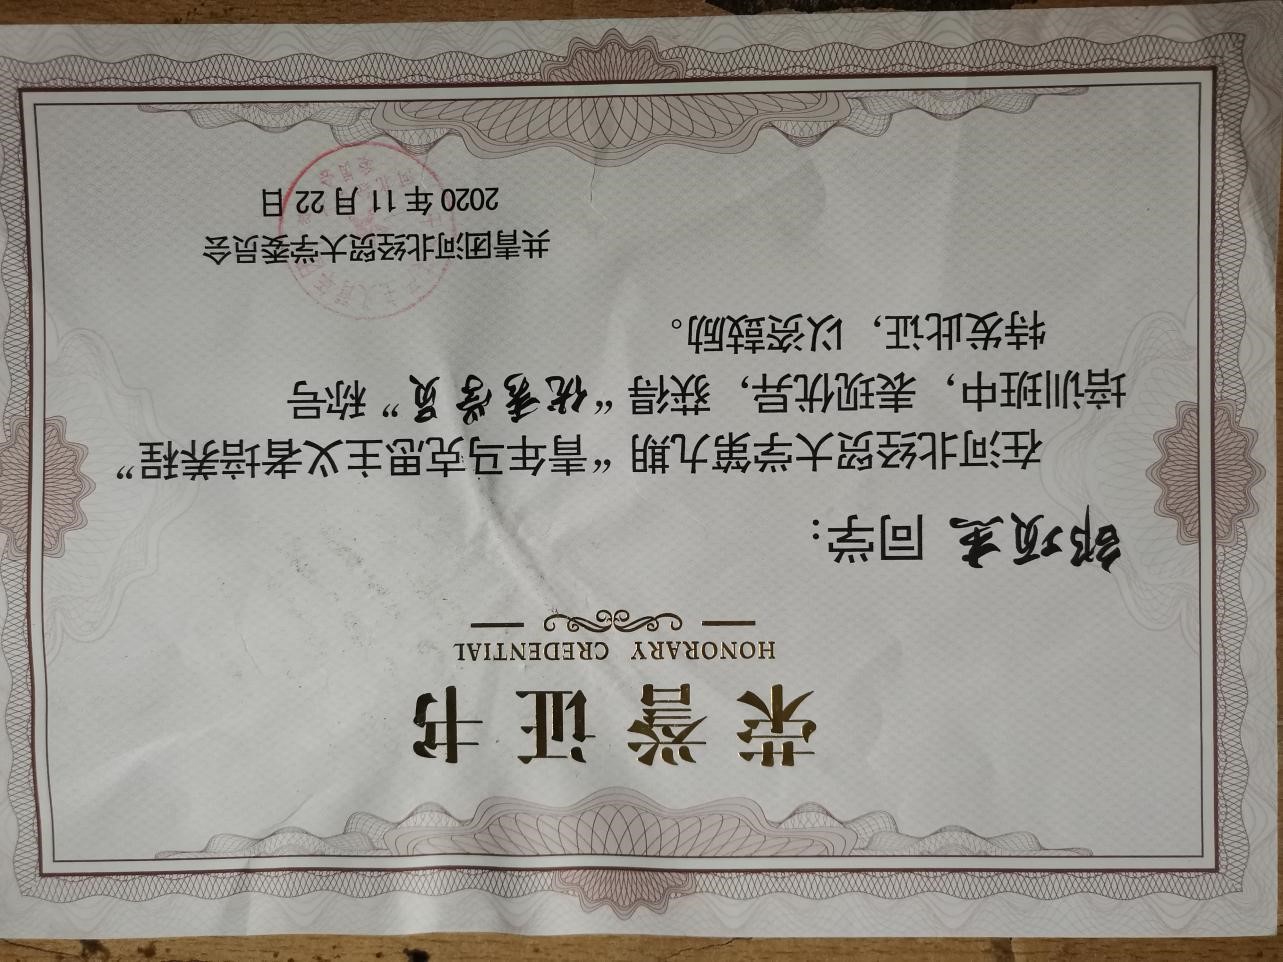 荣誉证书
HONORARY CREDENTIAL
同学：
在河北经贸大学第九期“青年马克思主义者培养程”
培训班中，表现优异，获得“优秀学员”称号
特发此证，以资鼓励。
共青团河北经贸大学委员会
2020年11月22日